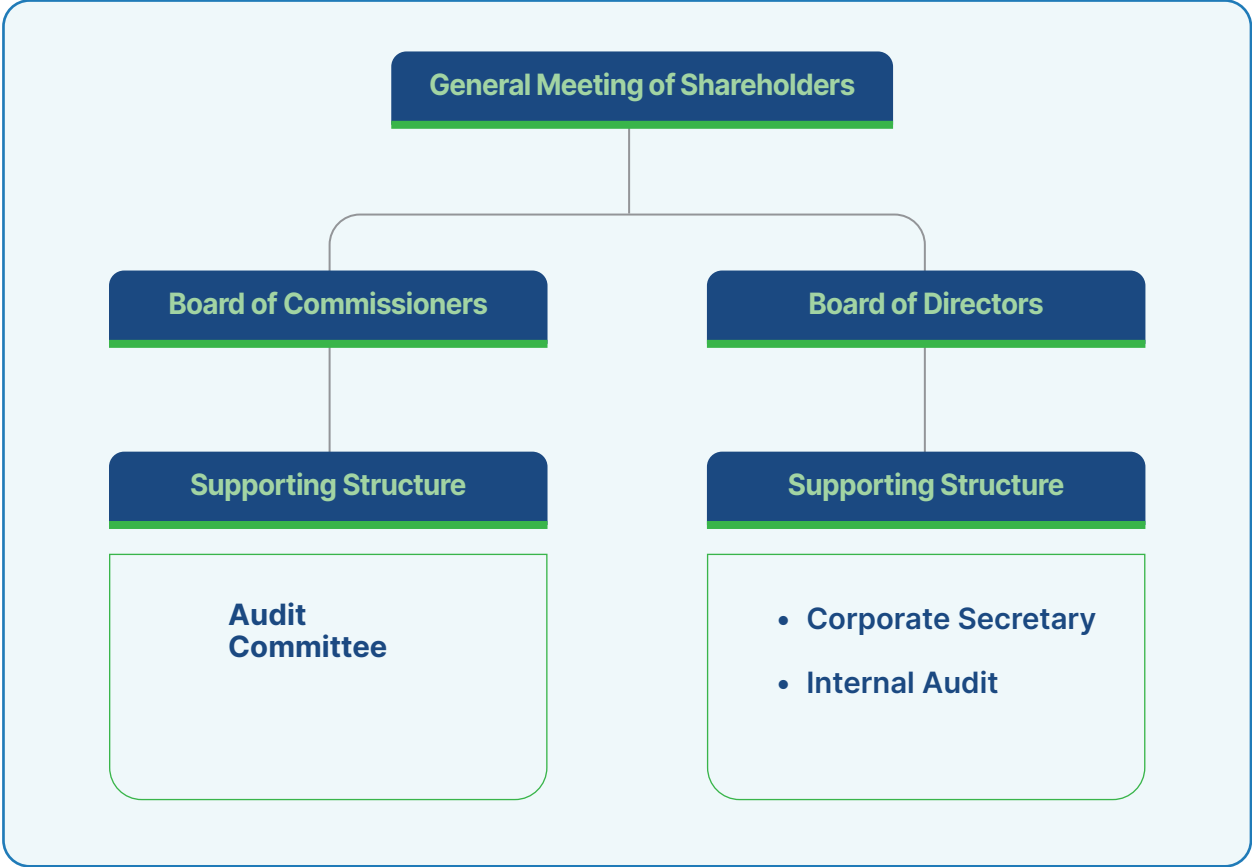 General Meeting of Shareholders
Board of Commissioners
Board of Directors
Supporting Structure
Supporting Structure
Audit
Committee
• Corporate Secretary
• Internal Audit